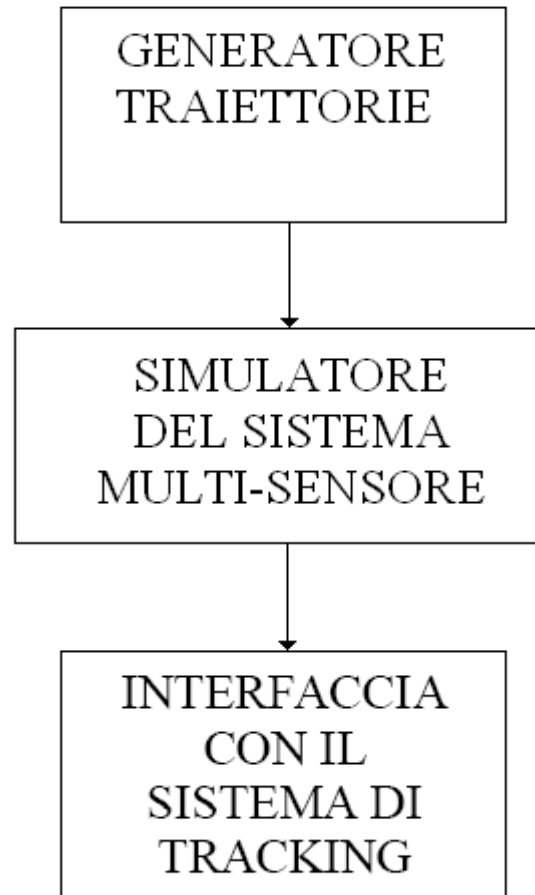 GENERATORE
TRAIETTORIE
SIMULATORE
DEL SISTEMA
MULTI-SENSORE
INTERFACCIA
CON IL
SISTEMA DI
TRACKING